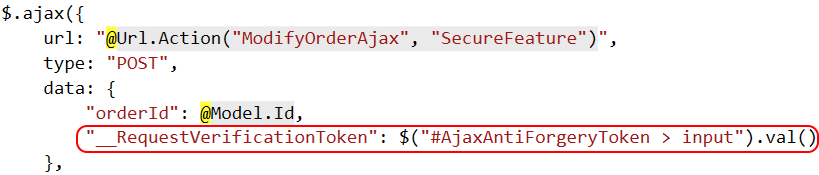 $.ajax({
    url: "@Url.Action("ModifyOrderAjax", "SecureFeature")",
    type: "POST",
    data: {
        "orderId": @Model.Id,
        "__RequestVerificationToken": $("#AjaxAntiForgeryToken > input").val()
    },